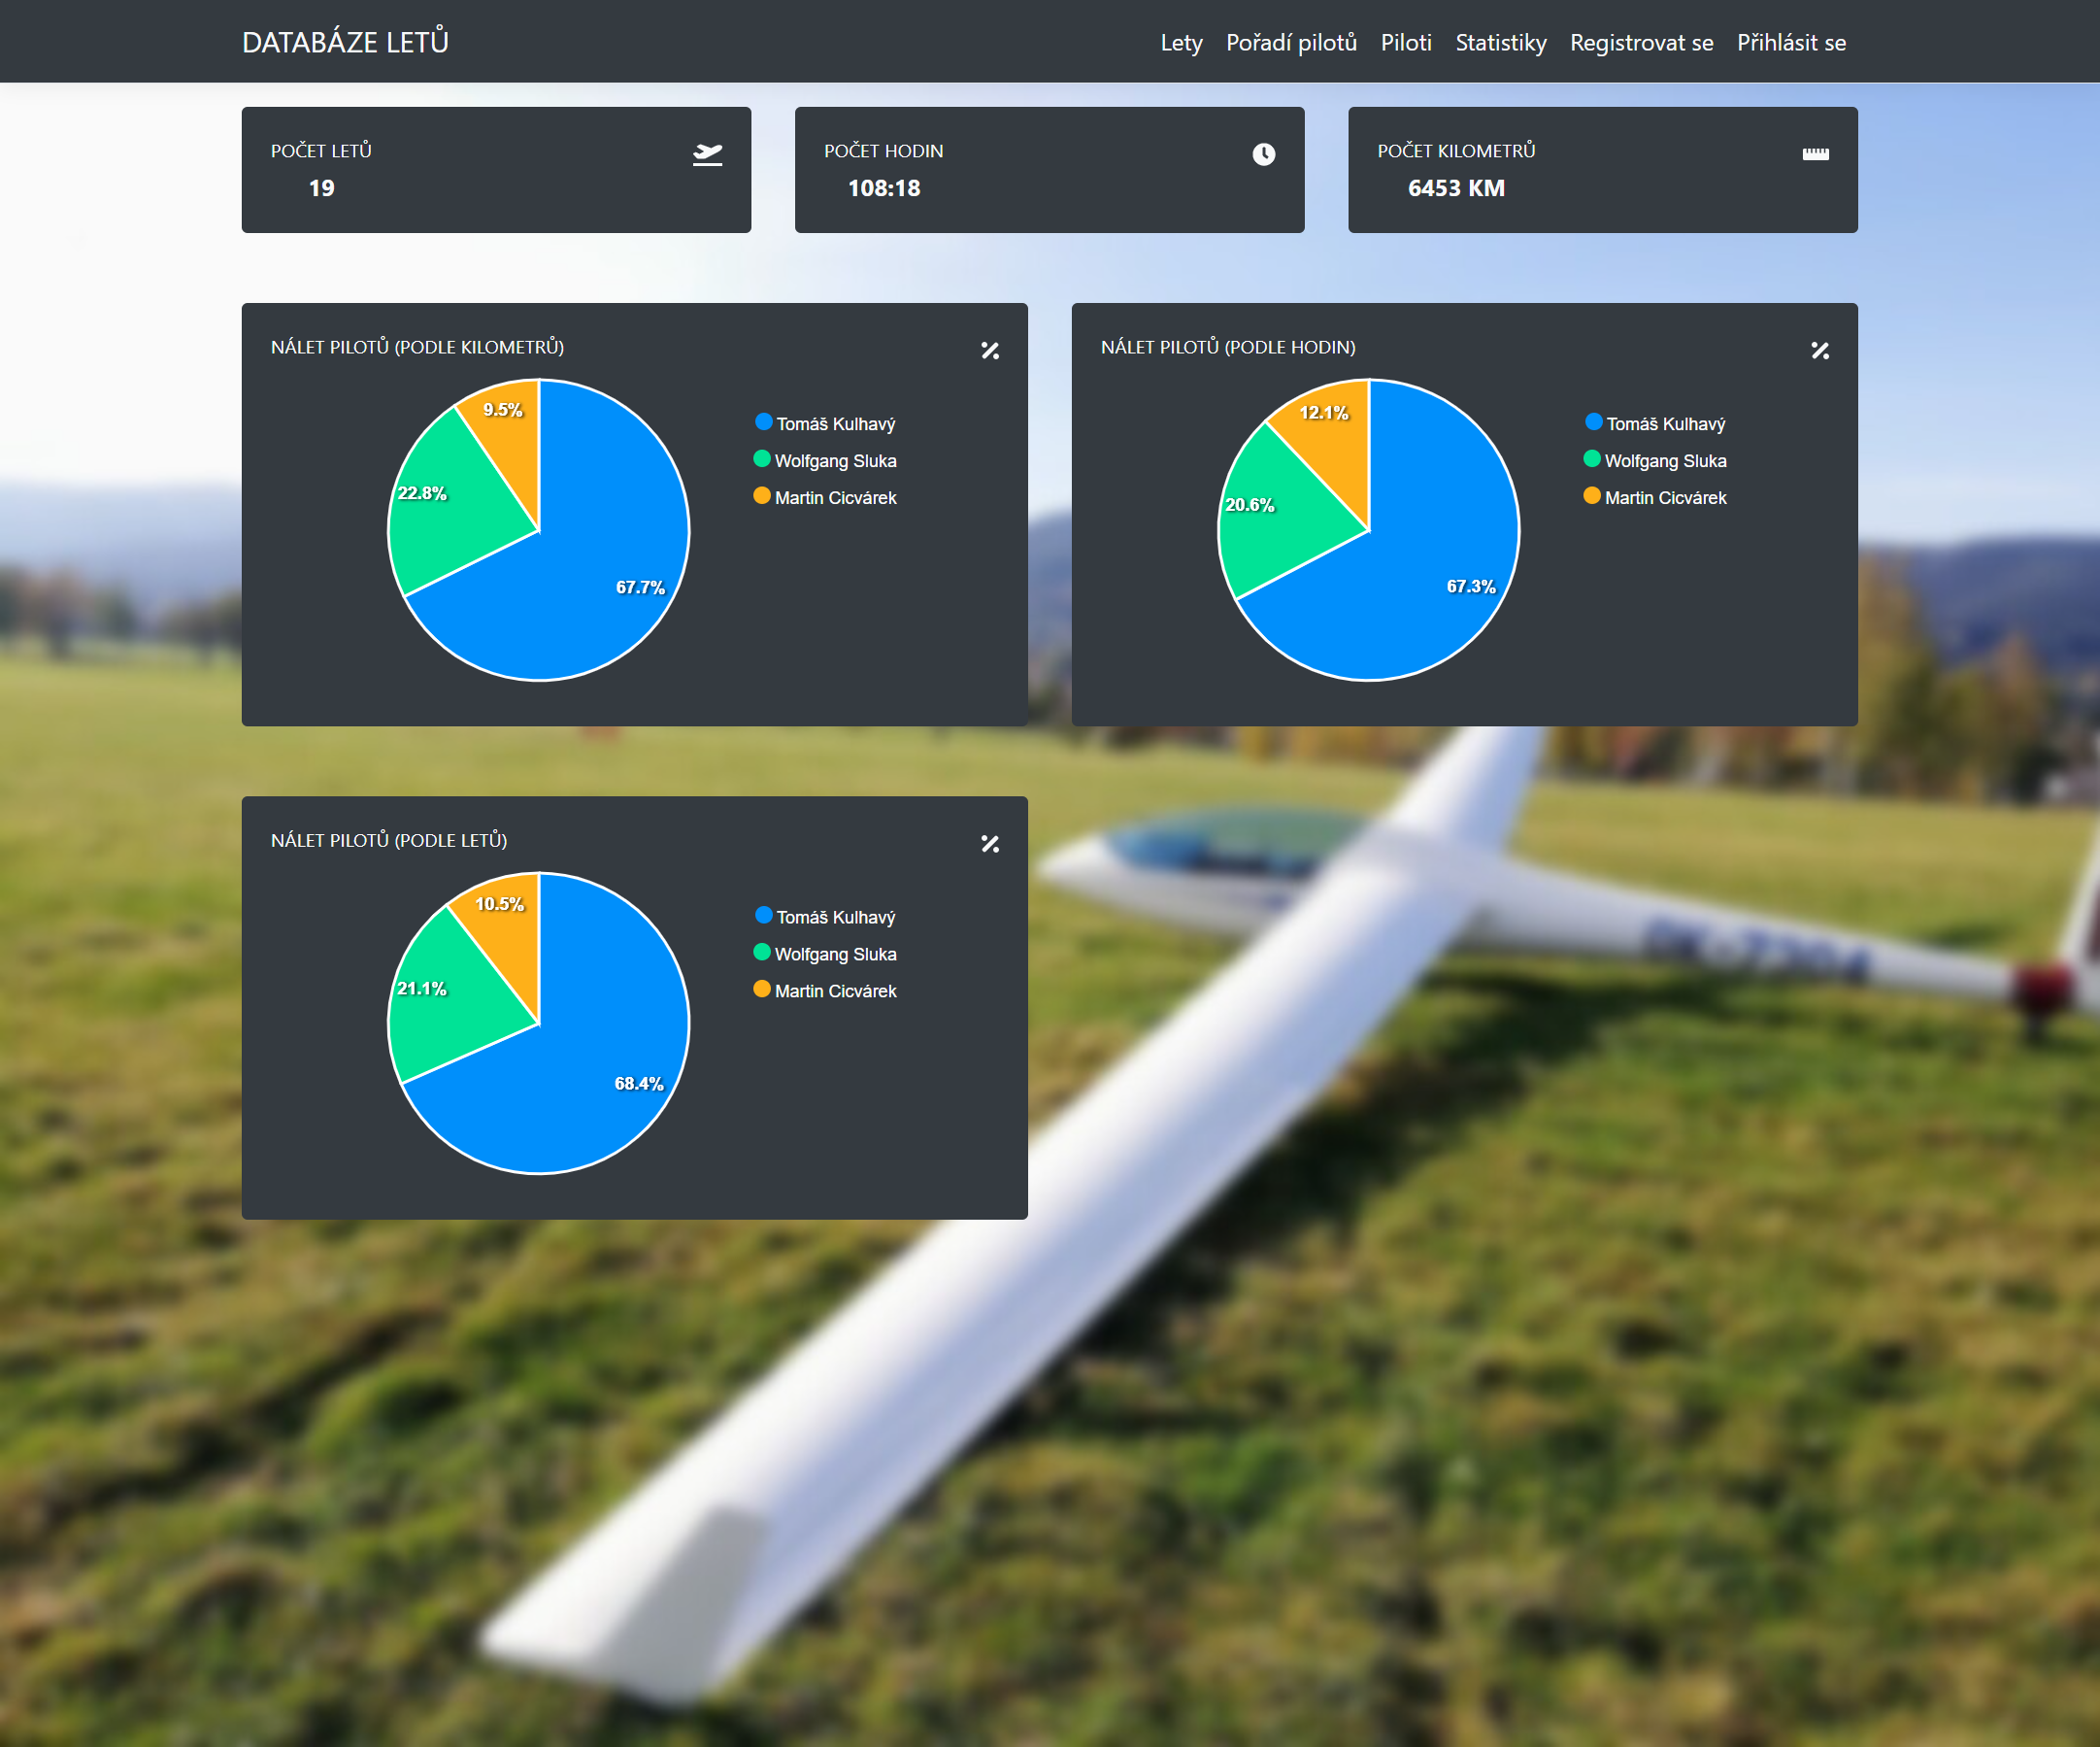 DATABÁZE LETŮ
Lety Pořadí pilotů Piloti Statistiky Registrovat se Přihlásit se
POČET LETŮ
19
POČET HODIN
108:18
POČET KILOMETRŮ
6453 KM
NÁLET PILOTŮ (PODLE KILOMETRŮ)
9.5%
22.8%
67.7%
Tomáš Kulhavý
Wolfgang Sluka
Martin Cicvárek
NÁLET PILOTŮ (PODLE HODIN)
12.1%
20.6%
67.3%
Tomáš Kulhavý
Wolfgang Sluka
Martin Cicvárek
NÁLET PILOTŮ (PODLE LETŮ)
10.5%
21.1%
68.4%
Tomáš Kulhavý
Wolfgang Sluka
Martin Cicvárek